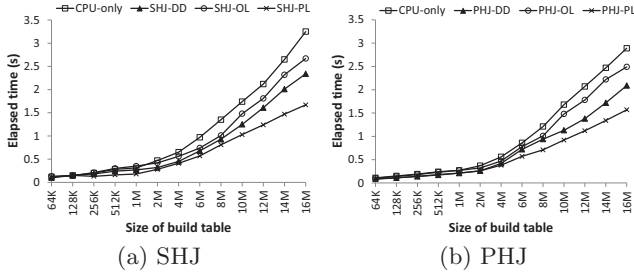 CPU-only SHJ-DD SHJ-OL SHJ-PL
3.5
3
2.5
2
1.5
1
0.5
0
Elapsed time (s)
64K 128K 256K 512K 1M 2M 4M 6M 8M 10M 12M 14M 16M
Size of build table
(a) SHJ
CPU-only PHJ-DD PHJ-OL PHJ-PL
3.5
3
2.5
2
1.5
1
0.5
0
Elapsed time (s)
64K 128K 256K 512K 1M 2M 4M 6M 8M 10M 12M 14M 16M
Size of build table
(b) PHJ